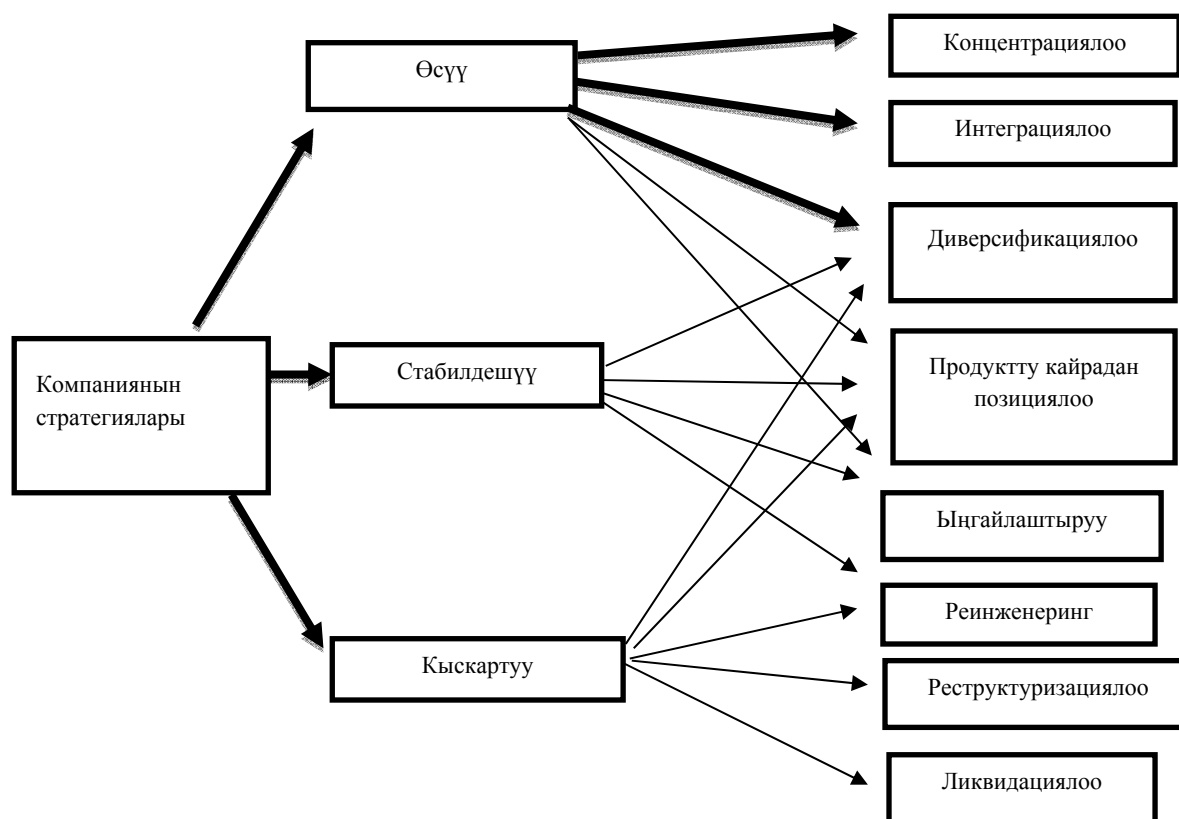 Өсүү
Концентрациялоо
Интеграциялоо
Диверсификациялоо
Компаниянын
стратегиялары
Стабилдешүү
Продуктту кайрадан
позициялоо
Ыңгайлаштыруу
Реинженеринг
Кыскартуу
Реструктуризациялоо
Ликвидациялоо